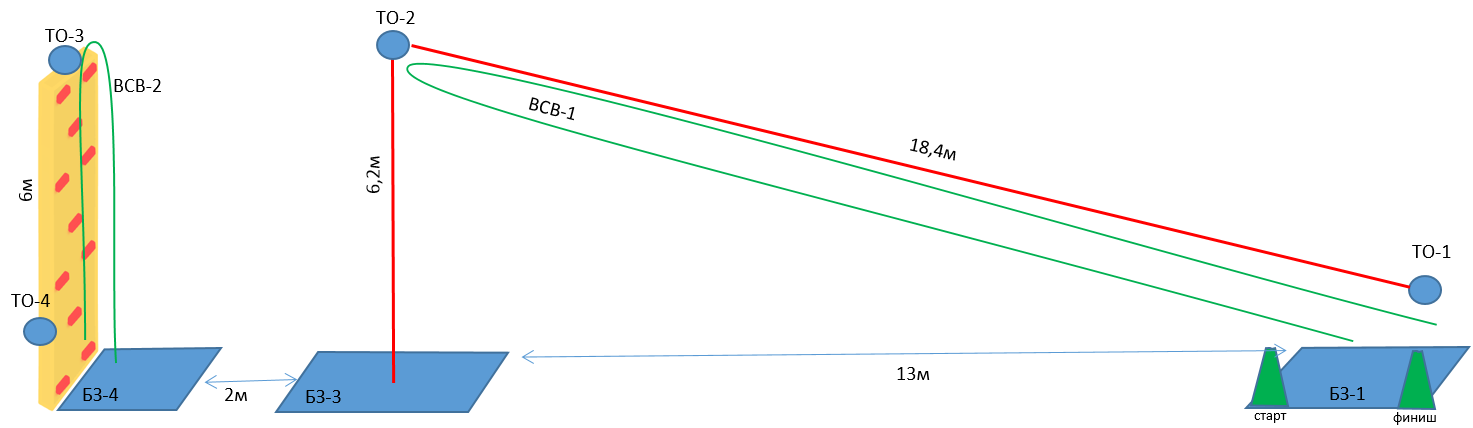 ТО-2
ТО-3
ВСВ-2
ВСВ-1
18,4м
6,2м
6м
ТО-1
ТО-4
13м
БЗ-4
2м
БЗ-3
БЗ-1
старт
финиш